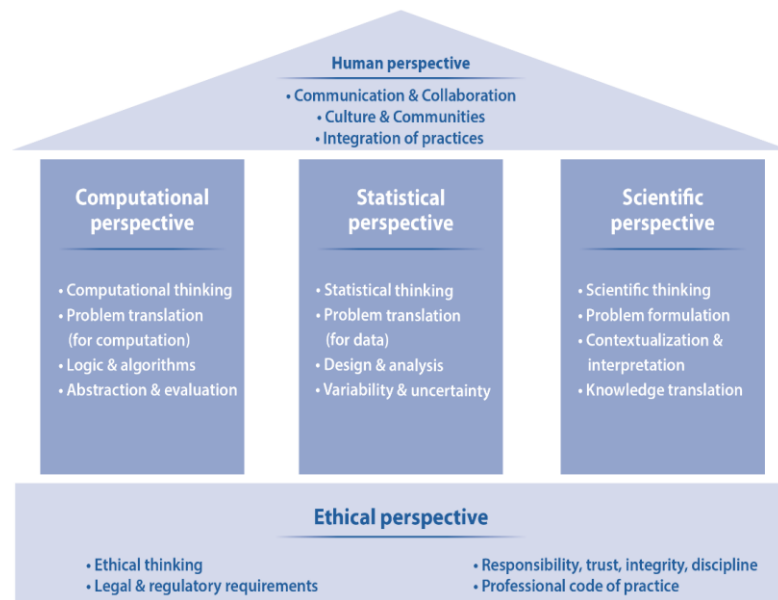 Human perspective
• Communication & Collaboration
• Culture & Communities
• Integration of practices
Computational
perspective
• Computational thinking
• Problem translation
(for computation)
• Logic & algorithms
• Abstraction & evaluation
Statistical
perspective
• Statistical thinking
• Problem translation
(for data)
• Design & analysis
• Variability & uncertainty
Scientific
perspective
• Scientific thinking
• Problem formulation
• Contextualization &
interpretation
• Knowledge translation
Ethical perspective
• Ethical thinking
• Legal & regulatory requirements
• Responsibility, trust, integrity, discipline
• Professional code of practice